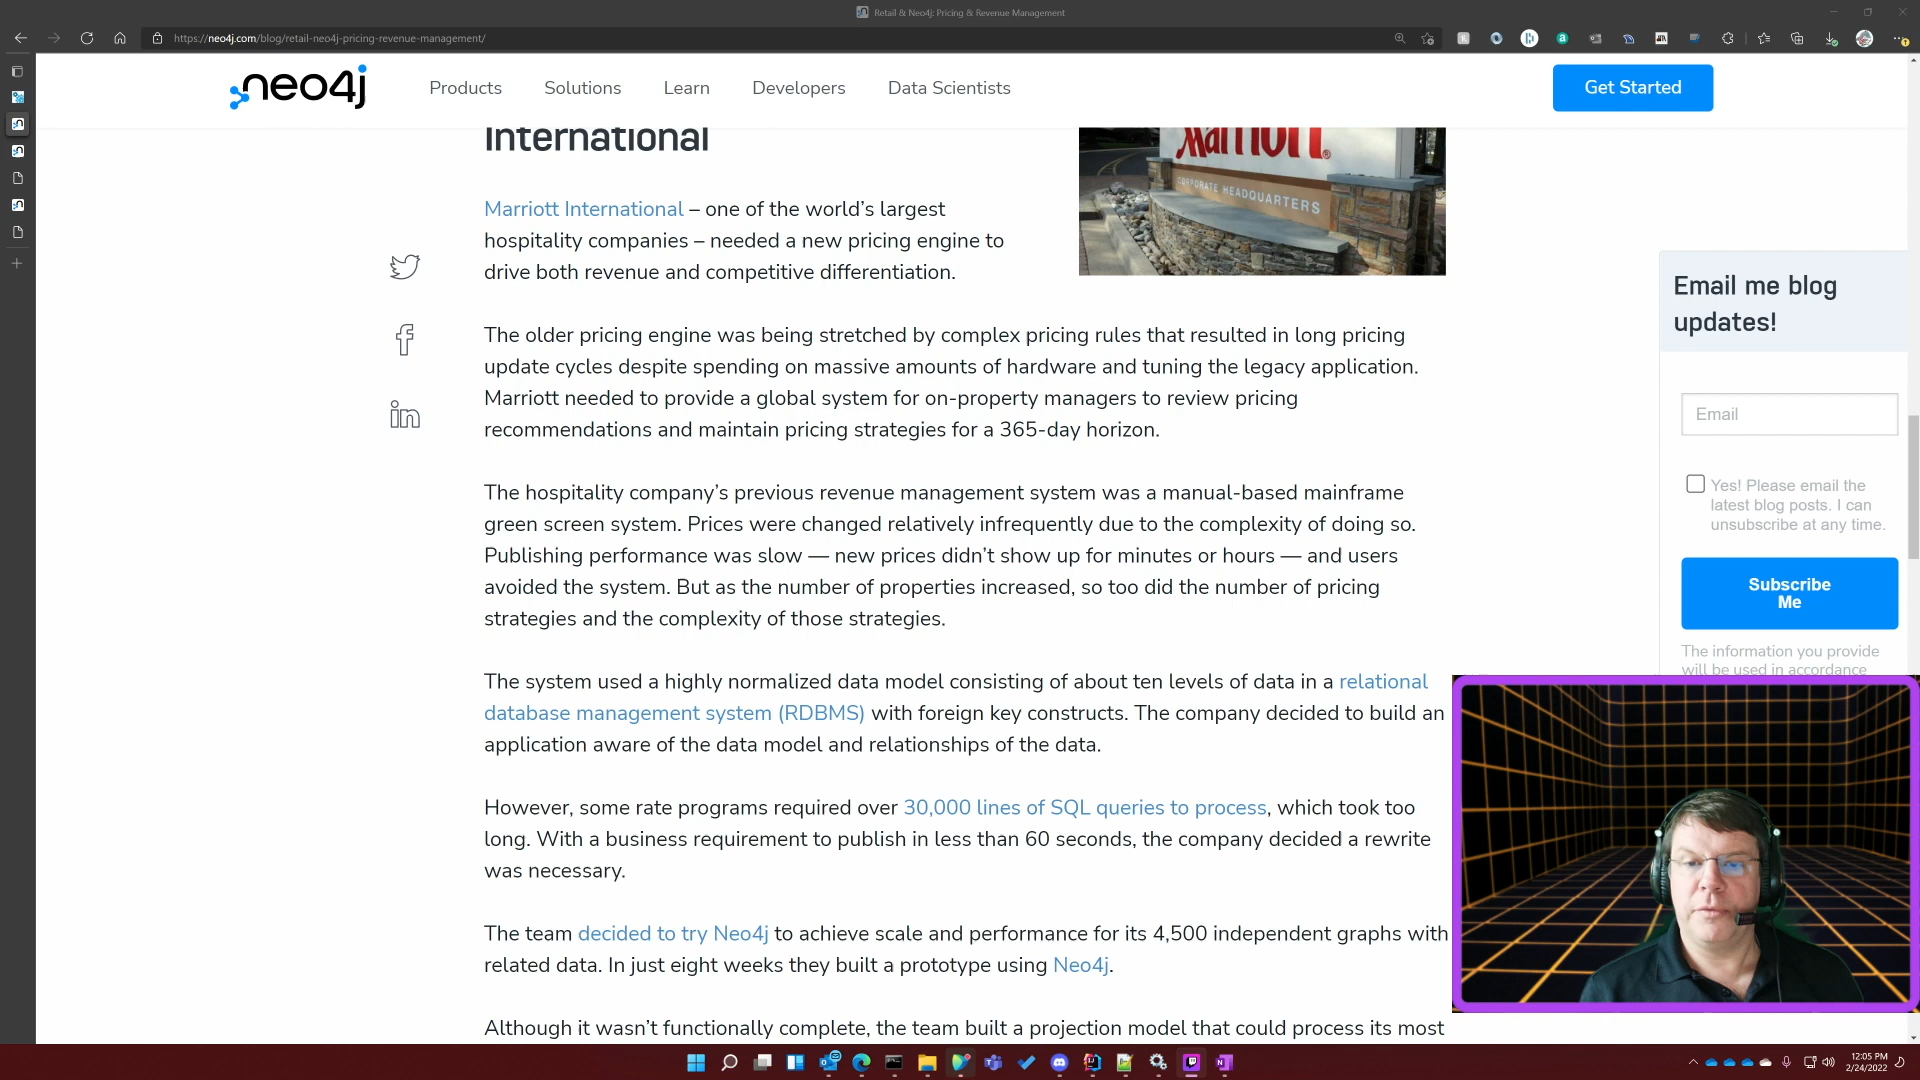 Retail & Neo4j: Pricing & Revenue Management
https://neo4j.com/blog/retail-neo4j-pricing-revenue-management/
neo4j
Products
Solutions
Learn
Developers
Data Scientists
Get Started
International
Marriott
CORPORATE HEADQUARTERS
Marriott International – one of the world’s largest
hospitality companies – needed a new pricing engine to
drive both revenue and competitive differentiation.
The older pricing engine was being stretched by complex pricing rules that resulted in long pricing
update cycles despite spending on massive amounts of hardware and tuning the legacy application.
Marriott needed to provide a global system for on-property managers to review pricing
recommendations and maintain pricing strategies for a 365-day horizon.
The hospitality company’s previous revenue management system was a manual-based mainframe
green screen system. Prices were changed relatively infrequently due to the complexity of doing so.
Publishing performance was slow — new prices didn’t show up for minutes or hours — and users
avoided the system. But as the number of properties increased, so too did the number of pricing
strategies and the complexity of those strategies.
The system used a highly normalized data model consisting of about ten levels of data in a relational
database management system (RDBMS) with foreign key constructs. The company decided to build an
application aware of the data model and relationships of the data.
However, some rate programs required over 30,000 lines of SQL queries to process, which took too
long. With a business requirement to publish in less than 60 seconds, the company decided a rewrite
was necessary.
The team decided to try Neo4j to achieve scale and performance for its 4,500 independent graphs with
related data. In just eight weeks they built a prototype using Neo4j.
Although it wasn’t functionally complete, the team built a projection model that could process its most
Email me blog
updates!
Email
Yes! Please email the
latest blog posts. I can
unsubscribe at any time.
Subscribe
Me
The information you provide
will be used in accordance
12:05 PM
2/24/2022